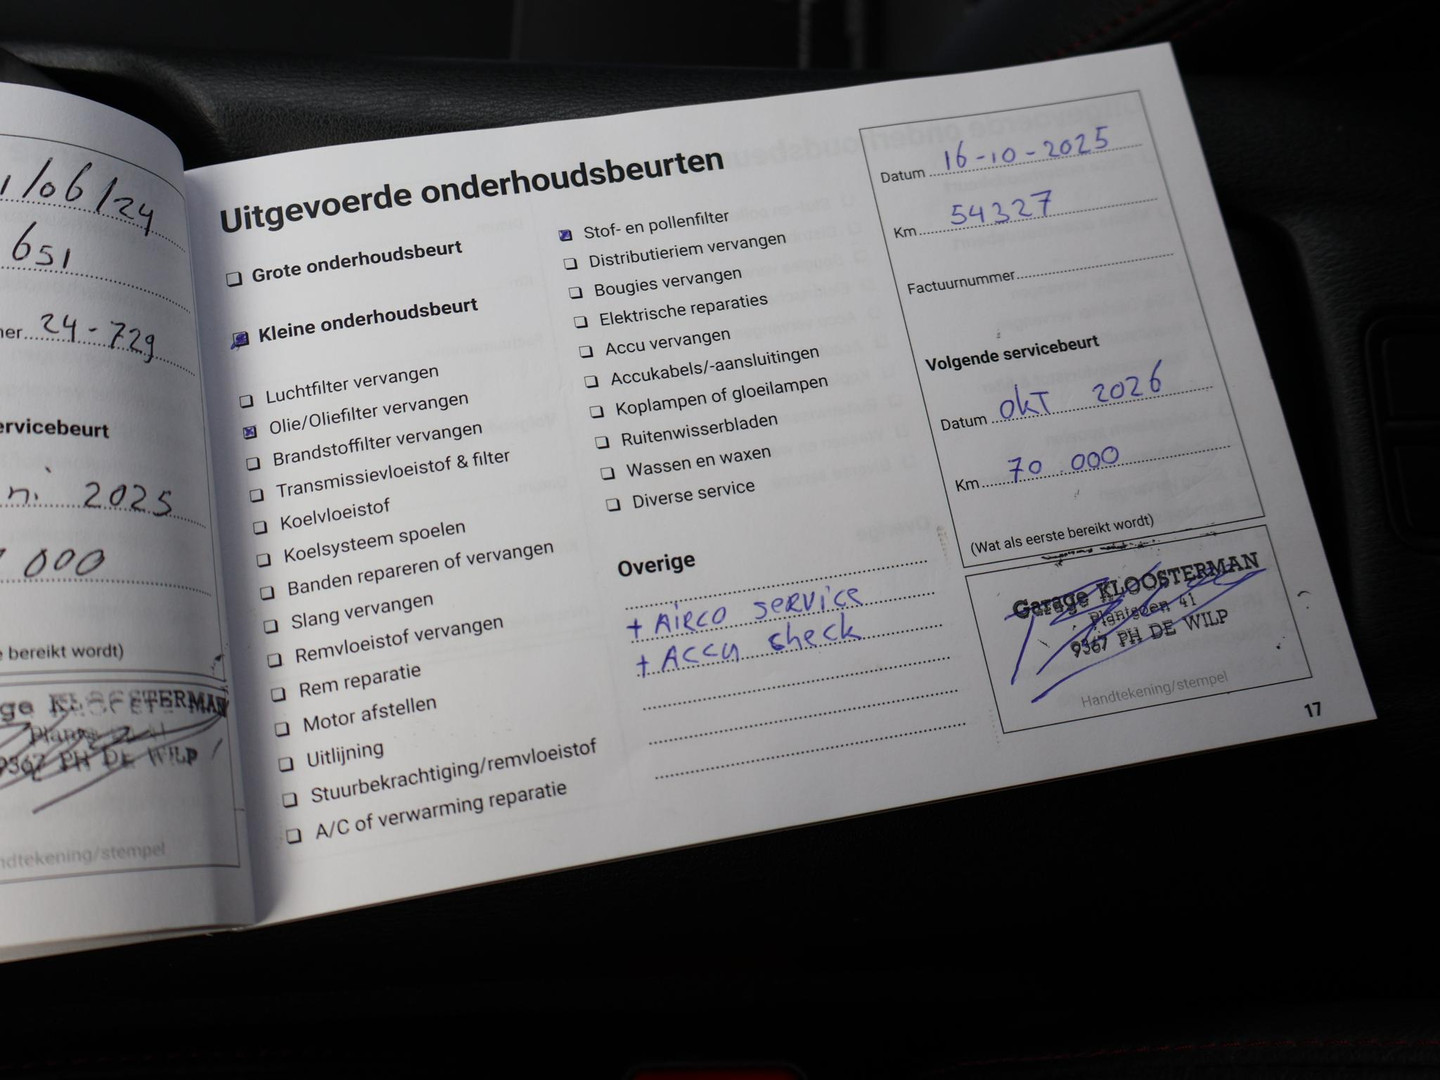 /06/24
651
24-729
ervicebeurt
2025
000
bereikt wordt)
KLOOSTERMAN
9367 PH DE WILP
ndtekening/stempel
Uitgevoerde onderhoudsbeurten
Grote onderhoudsbeurt
Kleine onderhoudsbeurt
Luchtfilter vervangen
Olie/Oliefilter vervangen
Brandstoffilter vervangen
Transmissievloeistof & filter
Koelvloeistof
Koelsysteem spoelen
Banden repareren of vervangen
Slang vervangen
Remvloeistof vervangen
Rem reparatie
Motor afstellen
Uitlijning
Stuurbekrachtiging/remvloeistof
A/C of verwarming reparatie
Stof- en pollenfilter
Distributieriem vervangen
Bougies vervangen
Elektrische reparaties
Accu vervangen
Accukabels/-aansluitingen
Koplampen of gloeilampen
Ruitenwisserbladen
Wassen en waxen
Diverse service
Overige
+ Airco service
+ Accu check
Datum 16-10-2025
Km 54327
Factuurnummer
Volgende servicebeurt
Datum okt 2026
Km 70.000
(Wat als eerste bereikt wordt)
Garage KLOOSTERMAN
41
9367 PH DE WILP
Handtekening/stempel
17